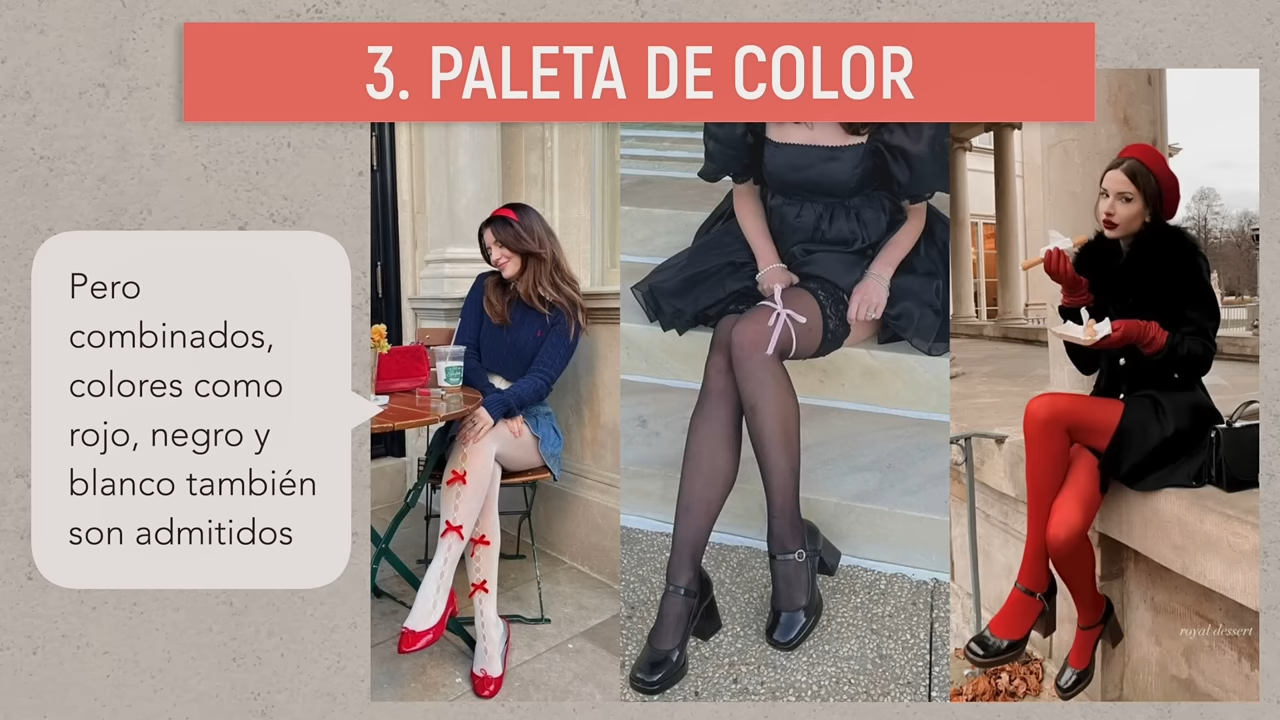 3. PALETA DE COLOR
Pero
combinados,
colores como
rojo, negro y
blanco también
son admitidos
royal dessert